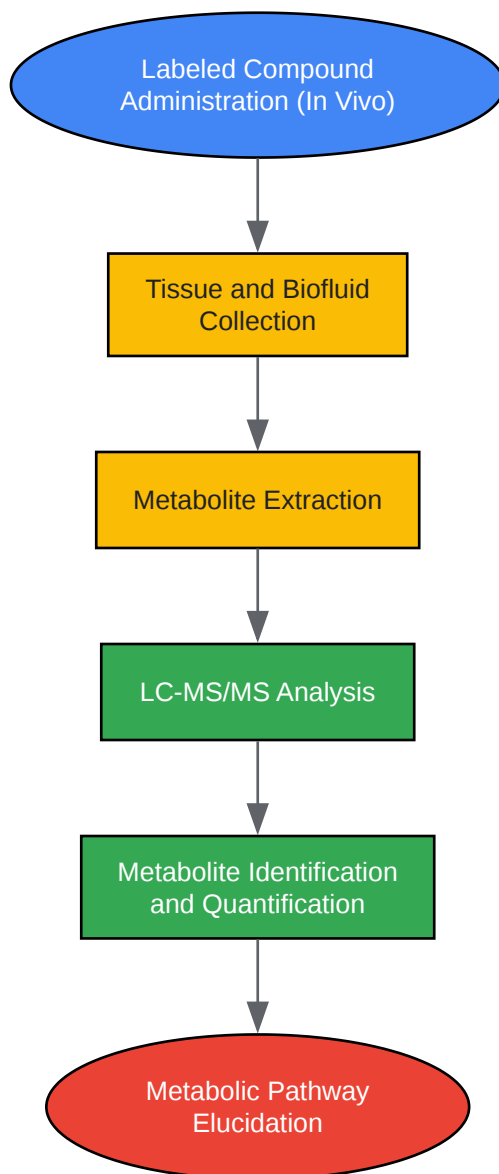 Labeled Compound
Administration (In Vivo)
Tissue and Biofluid
Collection
Metabolite Extraction
LC-MS/MS Analysis
Metabolite Identification
and Quantification
Metabolic Pathway
Elucidation